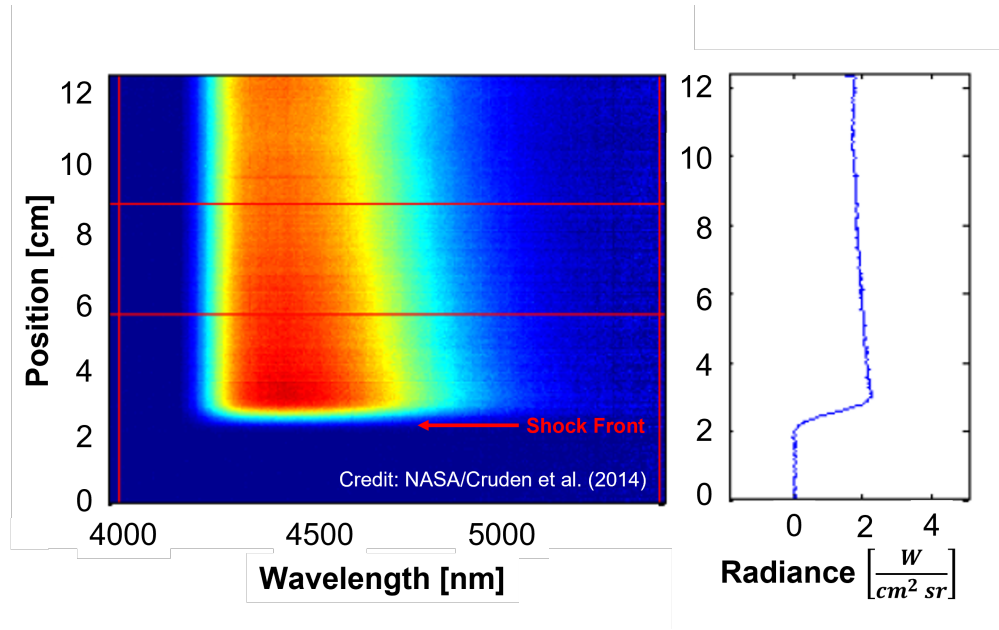 Position [cm]
12
10
8
6
4
2
0
Shock Front
Credit: NASA/Cruden et al. (2014)
4000 4500 5000
Wavelength [nm]
12
10
8
6
4
2
0
0 2 4
Radiance [W/cm² sr]